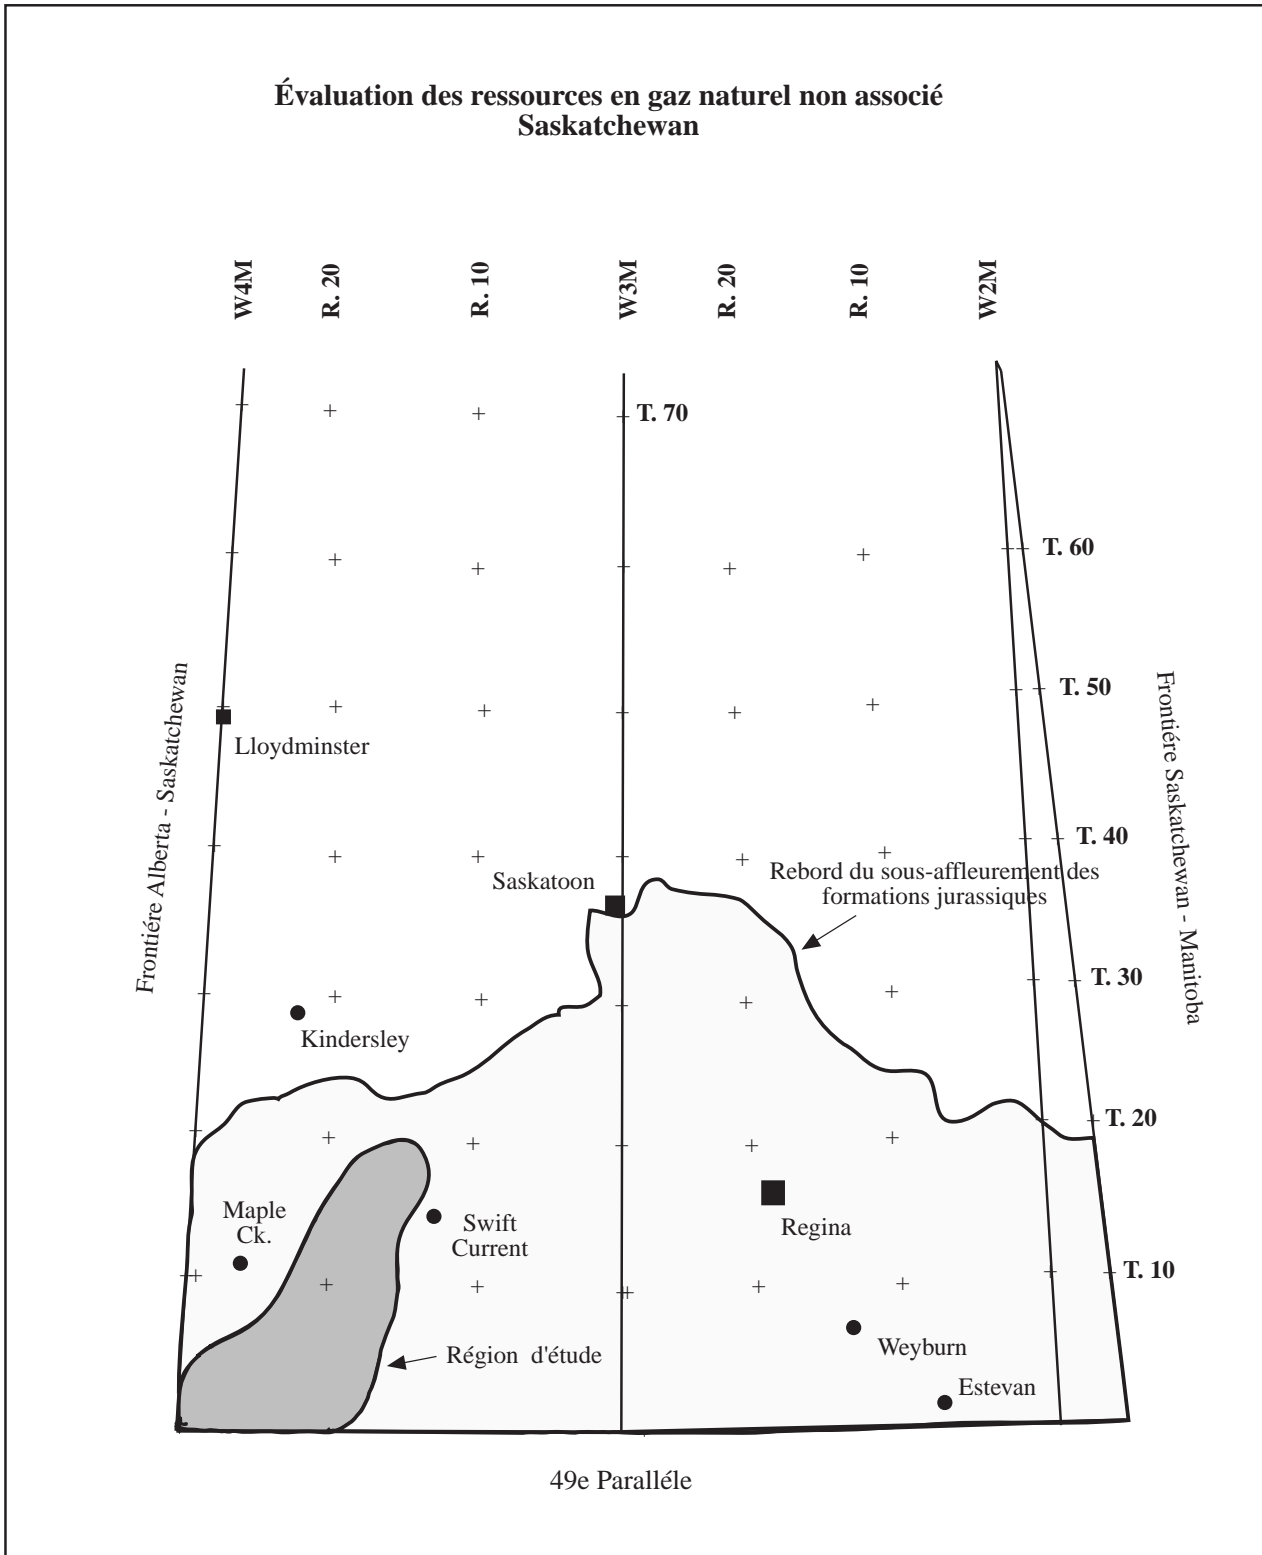 Évaluation des ressources en gaz naturel non associé
Saskatchewan
W4M
R. 20
R. 10
W3M
R. 20
R. 10
W2M
T. 70
T. 60
T. 50
Frontiére Alberta - Saskatchewan
Frontiére Saskatchewan - Manitoba
Lloydminster
T. 40
Saskatoon
Rebord du sous-affleurement des
formations jurassiques
T. 30
Kindersley
T. 20
Maple
Ck.
Swift
Current
Regina
T. 10
Région d'étude
Weyburn
Estevan
49e Paralléle